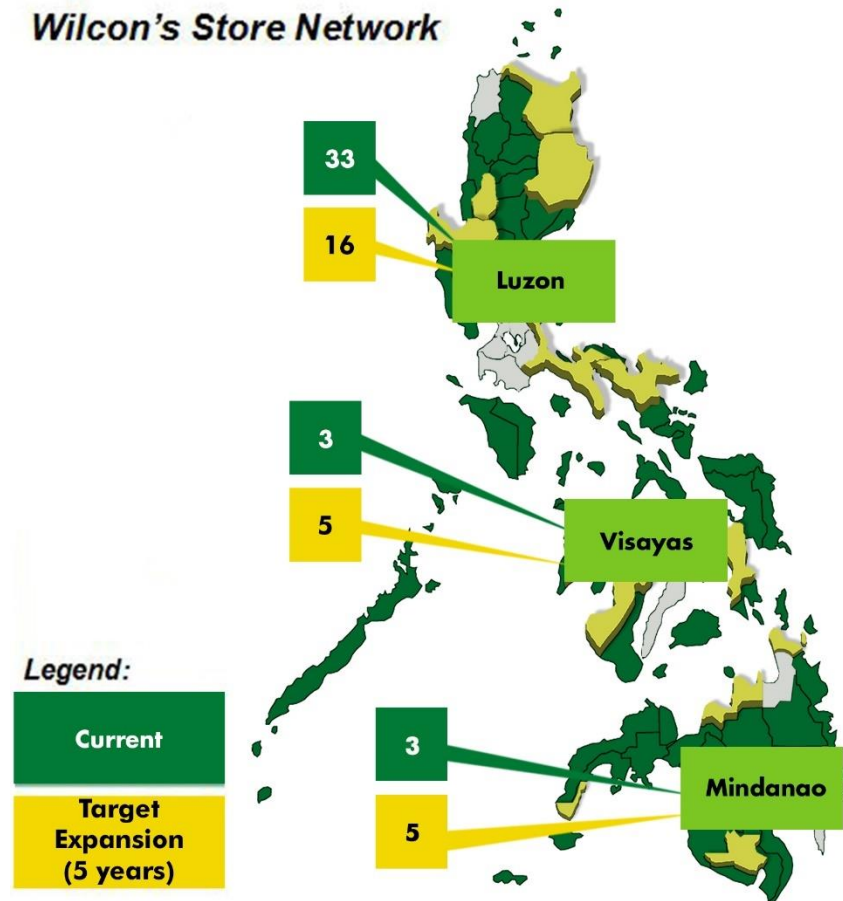 Wilcon's Store Network
33
16
Luzon
3
5
Visayas
Legend:
Current
Target
Expansion
(5 years)
3
5
Mindanao